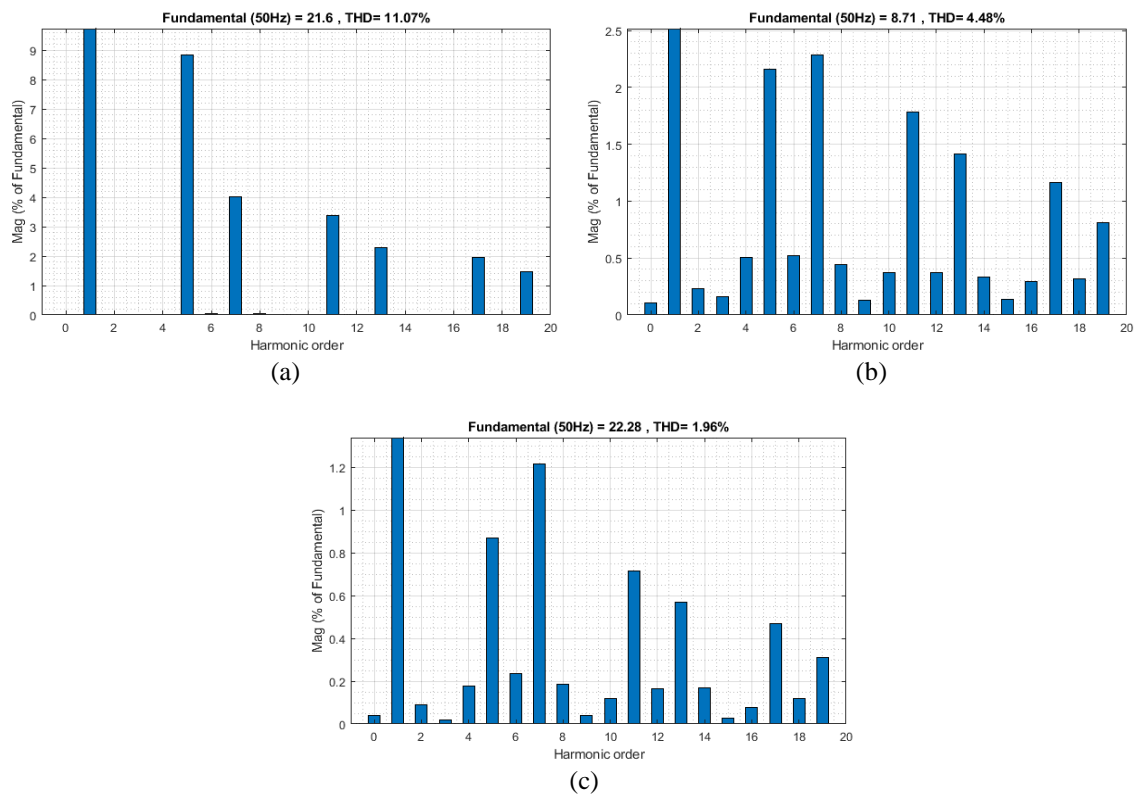 Fundamental (50Hz) = 21.6 , THD= 11.07%
Mag (% of Fundamental)
9
8
7
6
5
4
3
2
1
0
0 2 4 6 8 10 12 14 16 18 20
Harmonic order
(a)
Fundamental (50Hz) = 8.71 , THD= 4.48%
Mag (% of Fundamental)
2.5
2
1.5
1
0.5
0
0 2 4 6 8 10 12 14 16 18 20
Harmonic order
(b)
Fundamental (50Hz) = 22.28 , THD= 1.96%
Mag (% of Fundamental)
1.2
1
0.8
0.6
0.4
0.2
0
0 2 4 6 8 10 12 14 16 18 20
Harmonic order
(c)